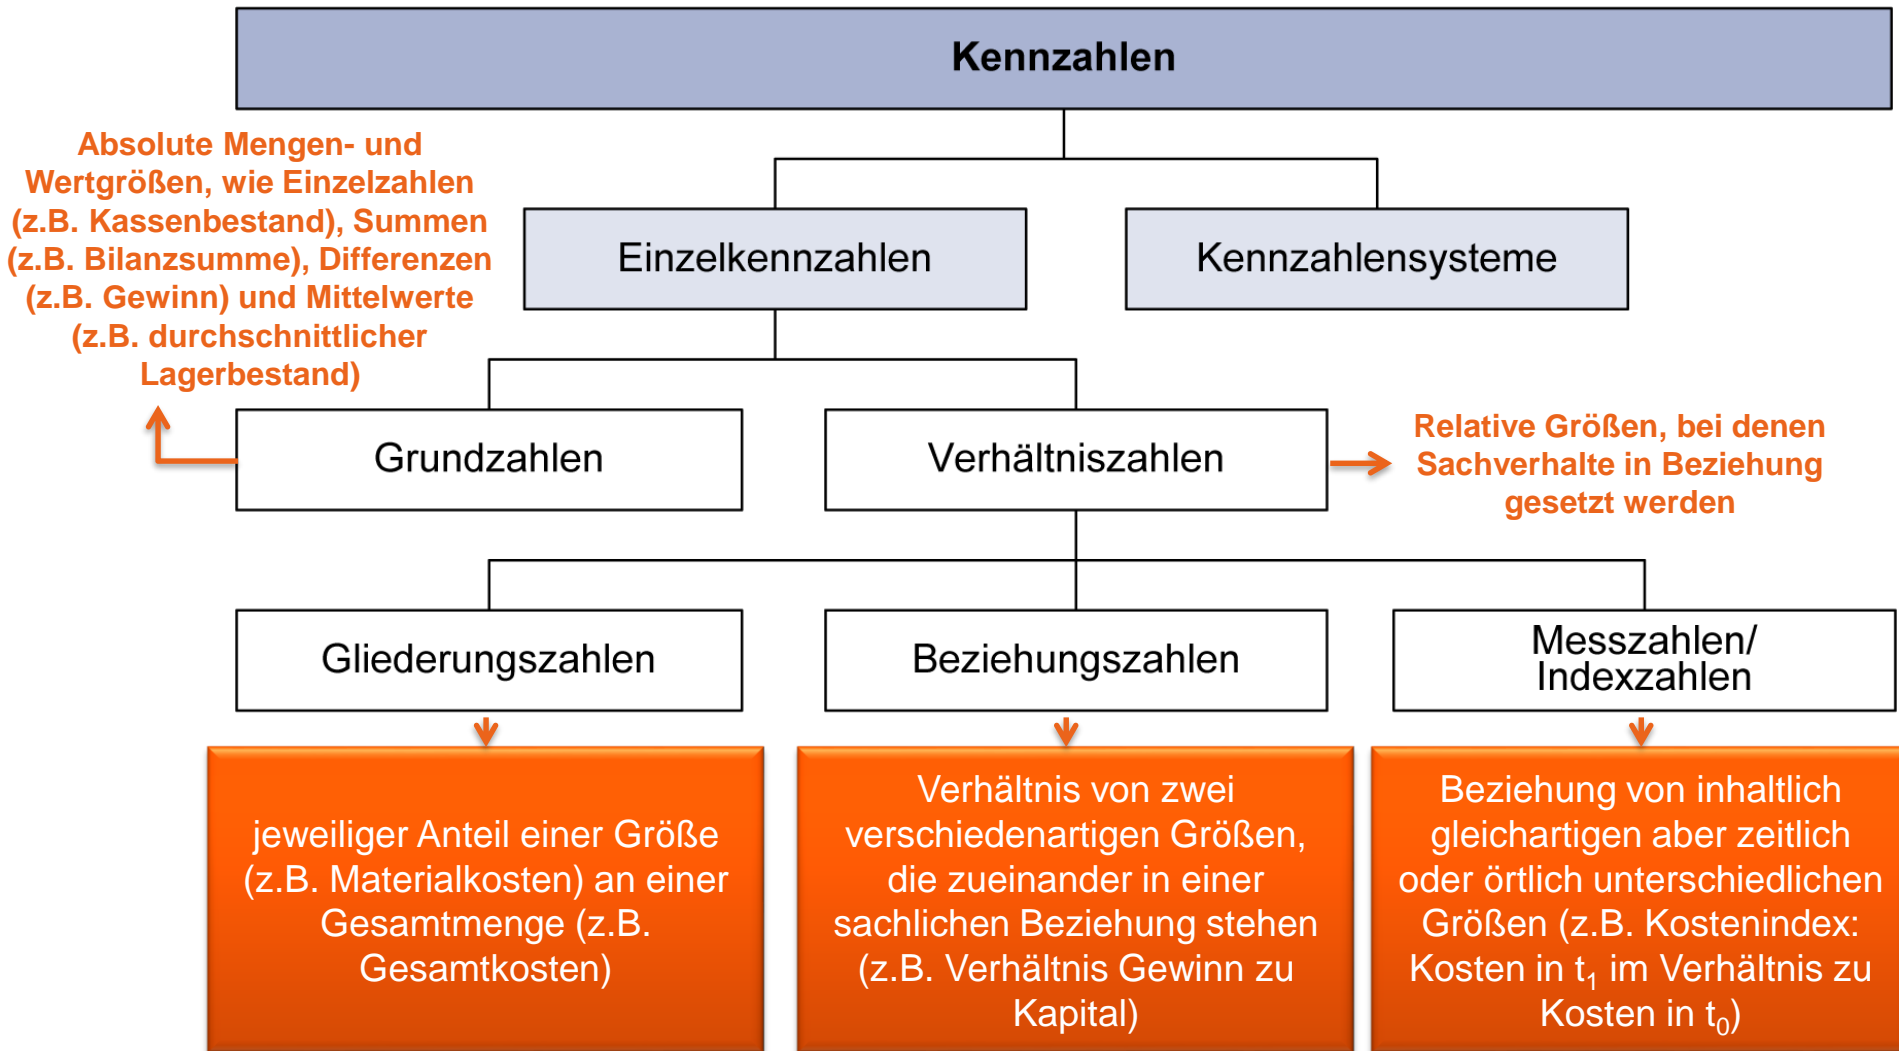 Kennzahlen
Absolute Mengen- und
Wertgrößen, wie Einzelzahlen
(z.B. Kassenbestand), Summen
(z.B. Bilanzsumme), Differenzen
(z.B. Gewinn) und Mittelwerte
(z.B. durchschnittlicher
Lagerbestand)
Einzelkennzahlen
Kennzahlensysteme
Grundzahlen
Verhältniszahlen
Relative Größen, bei denen
Sachverhalte in Beziehung
gesetzt werden
Gliederungszahlen
Beziehungszahlen
Messzahlen/
Indexzahlen
jeweiliger Anteil einer Größe
(z.B. Materialkosten) an einer
Gesamtmenge (z.B.
Gesamtkosten)
Verhältnis von zwei
verschiedenartigen Größen,
die zueinander in einer
sachlichen Beziehung stehen
(z.B. Verhältnis Gewinn zu
Kapital)
Beziehung von inhaltlich
gleichartigen aber zeitlich
oder örtlich unterschiedlichen
Größen (z.B. Kostenindex:
Kosten in t₁ im Verhältnis zu
Kosten in t₀)